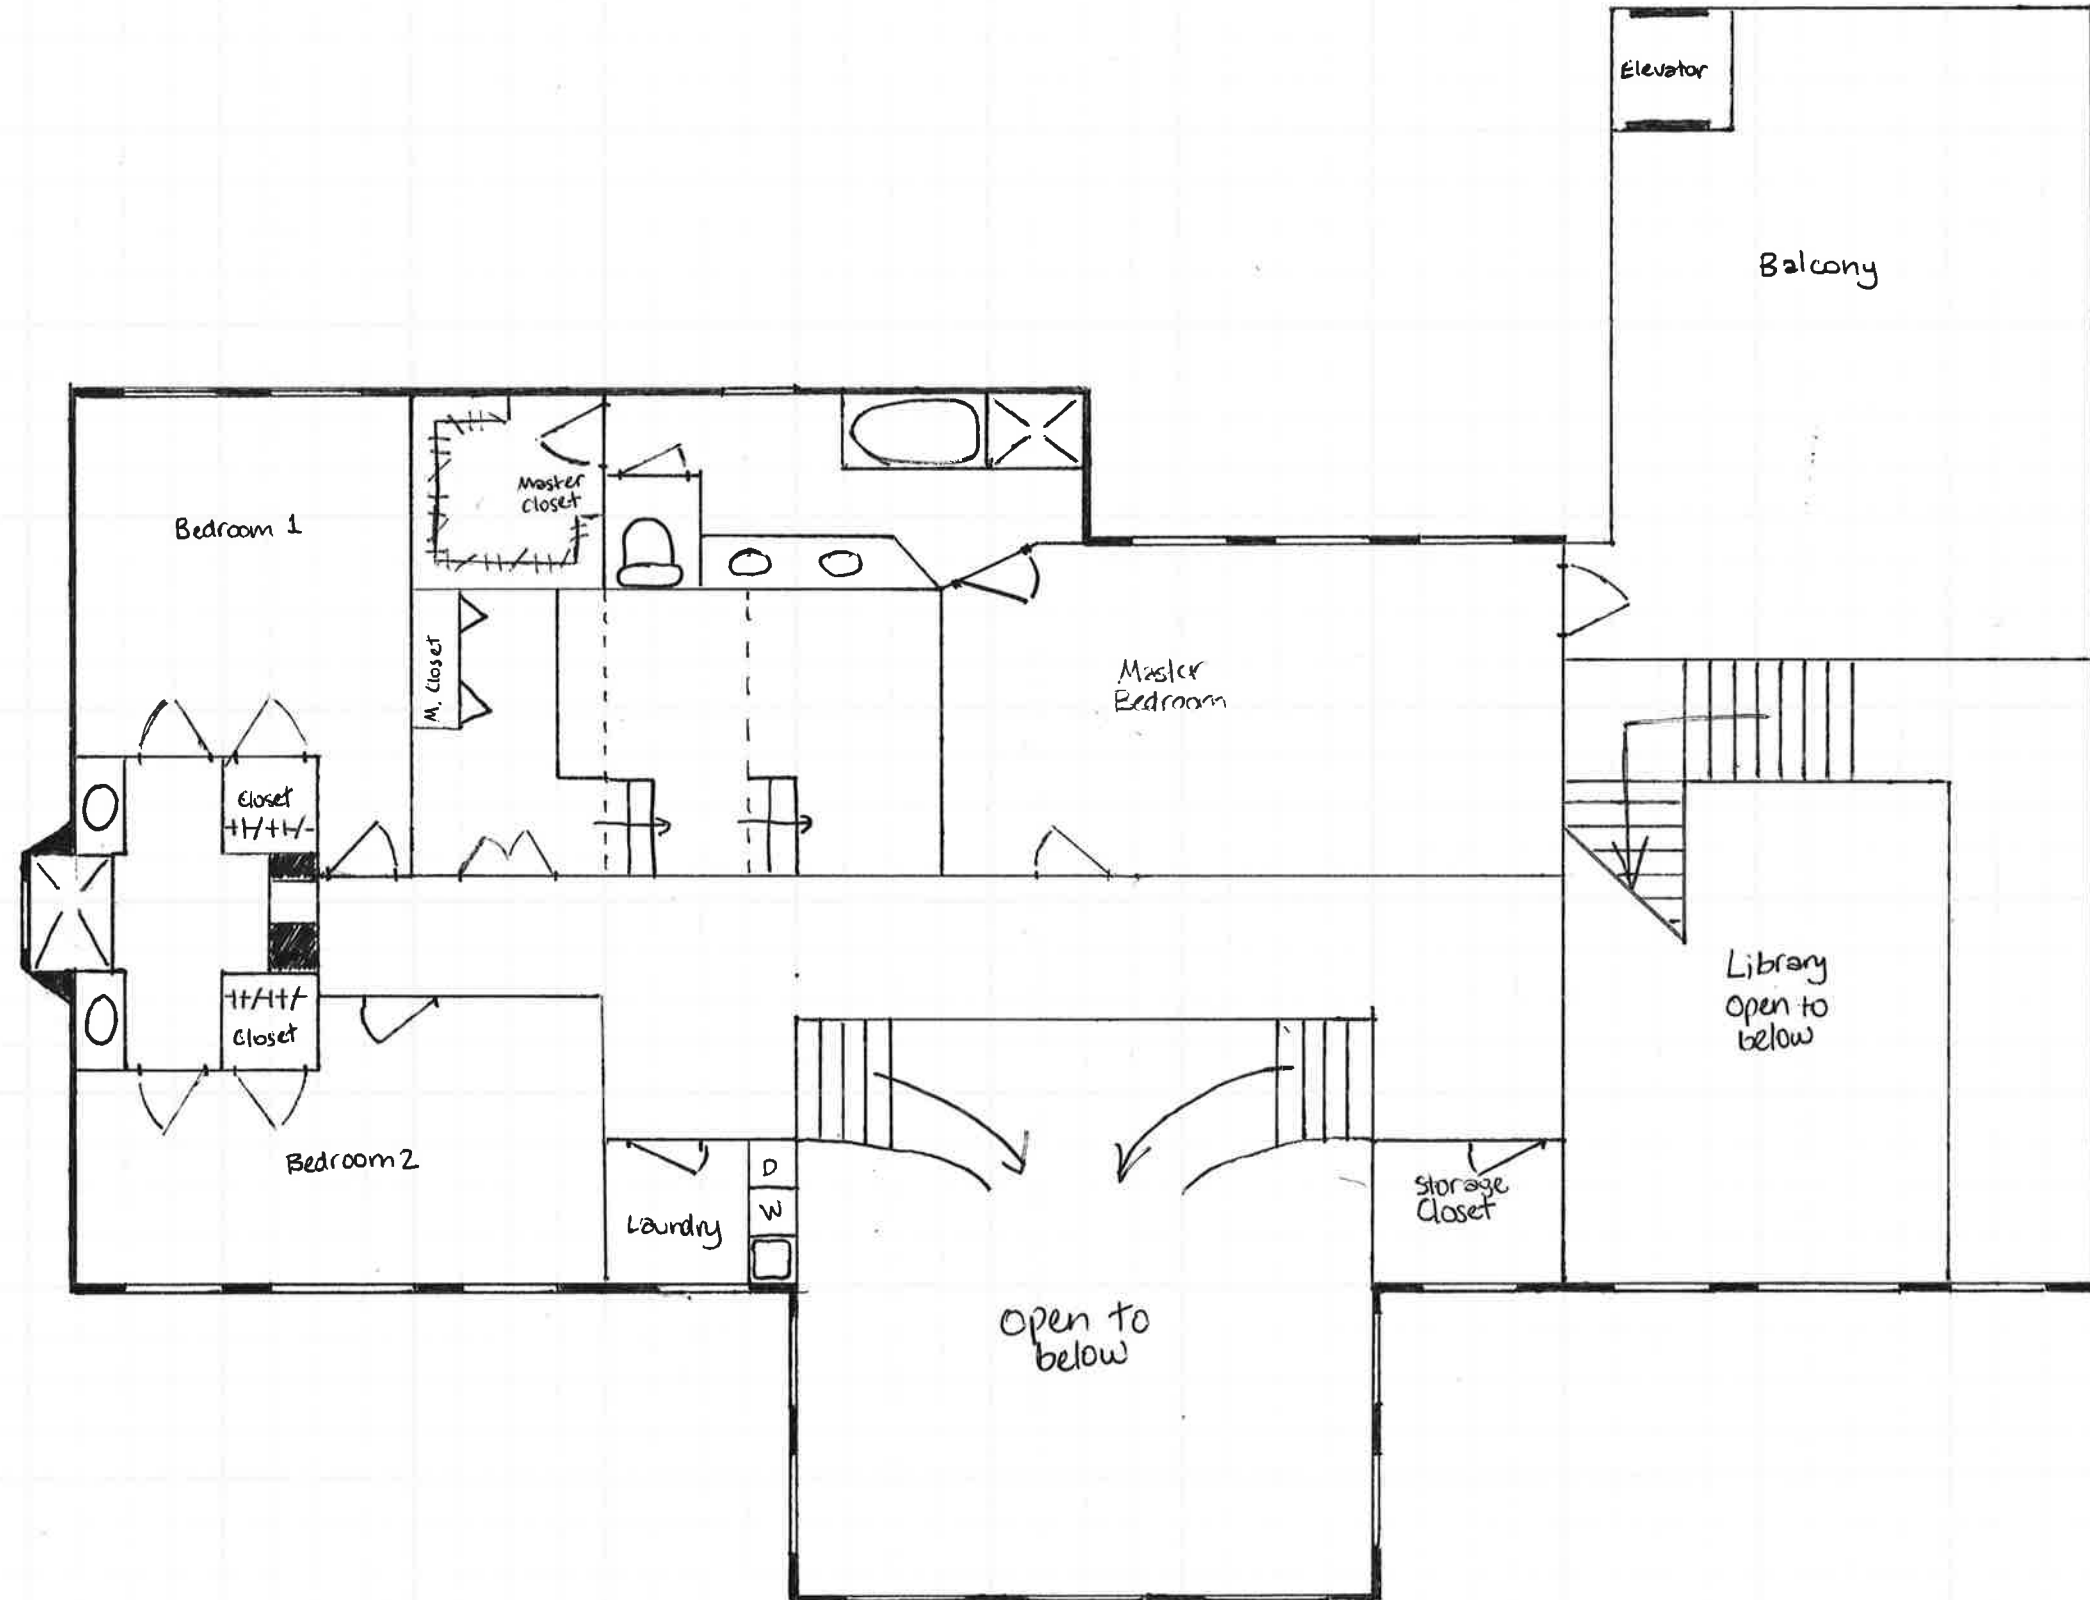 Elevator
Balcony
Bedroom 1
Master
Closet
M. Closet
Master
Bedroom
Closet
Closet
Library
Open to
below
Bedroom 2
Laundry
D
W
Storage
Closet
Open to
below